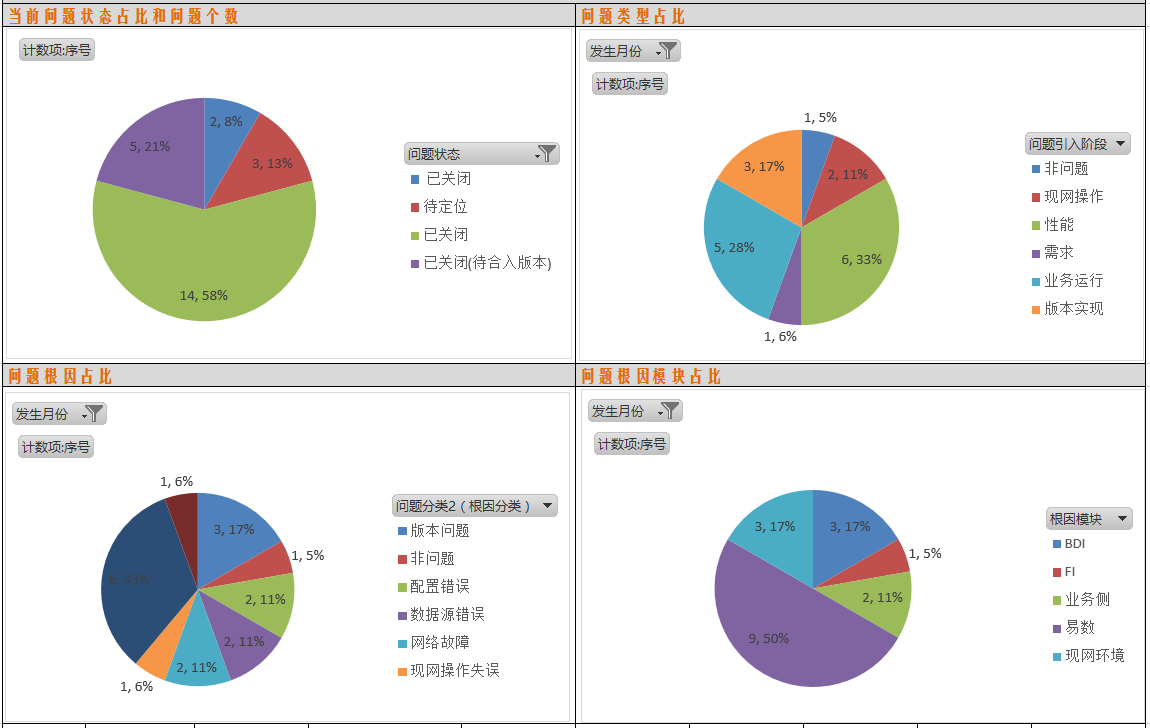 当前问题状态占比和问题个数
计数项:序号
2, 8%
3, 13%
14, 58%
5, 21%
问题状态
已关闭
待定位
已关闭
已关闭(待合入版本)
问题类型占比
发生月份
计数项:序号
1, 5%
2, 11%
6, 33%
1, 6%
5, 28%
3, 17%
问题引入阶段
非问题
现网操作
性能
需求
业务运行
版本实现
问题根因占比
发生月份
计数项:序号
1, 6%
3, 17%
1, 5%
2, 11%
2, 11%
2, 11%
1, 6%
问题分类2（根因分类）
版本问题
非问题
配置错误
数据源错误
网络故障
现网操作失误
问题根因模块占比
发生月份
计数项:序号
3, 17%
3, 17%
1, 5%
2, 11%
9, 50%
根因模块
BDI
FI
业务侧
易数
现网环境